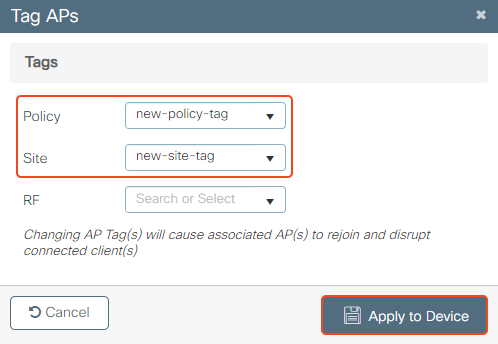 Tag APs
Tags
Policy new-policy-tag
Site new-site-tag
RF Search or Select
Changing AP Tag(s) will cause associated AP(s) to rejoin and disrupt
connected client(s)
Cancel Apply to Device